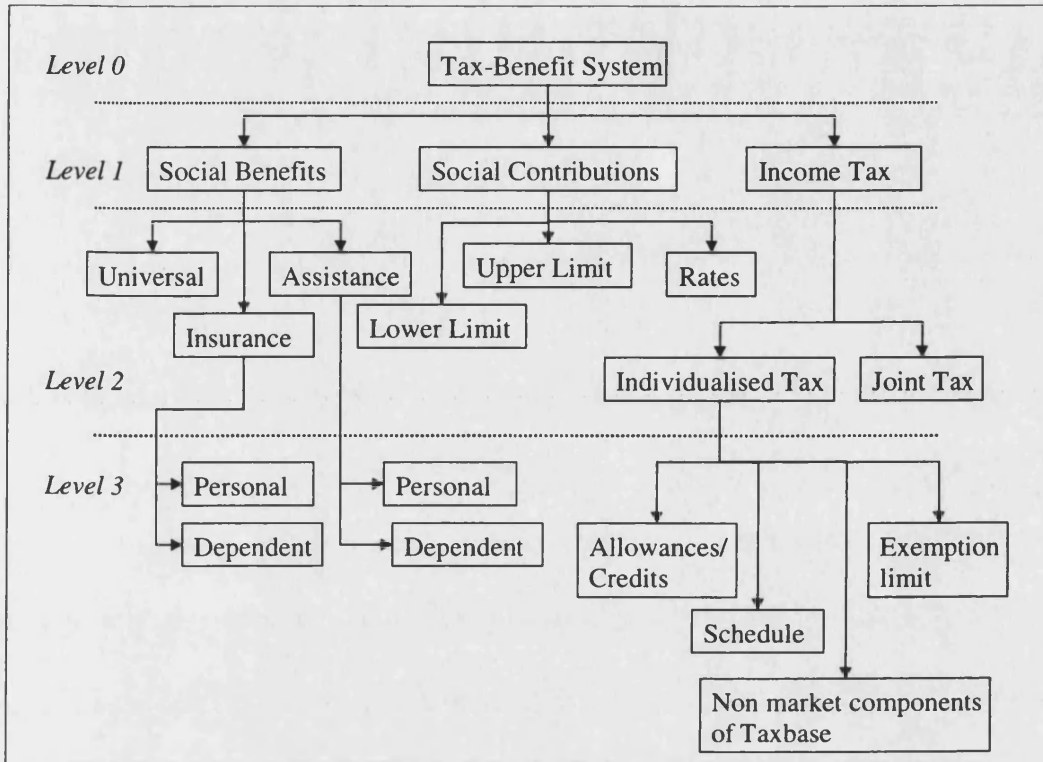 Level 0
Tax-Benefit System
Level 1
Social Benefits
Social Contributions
Income Tax
Universal
Assistance
Upper Limit
Rates
Insurance
Lower Limit
Level 2
Individualised Tax
Joint Tax
Level 3
Personal
Personal
Dependent
Dependent
Allowances/
Credits
Exemption
limit
Schedule
Non market components
of Taxbase